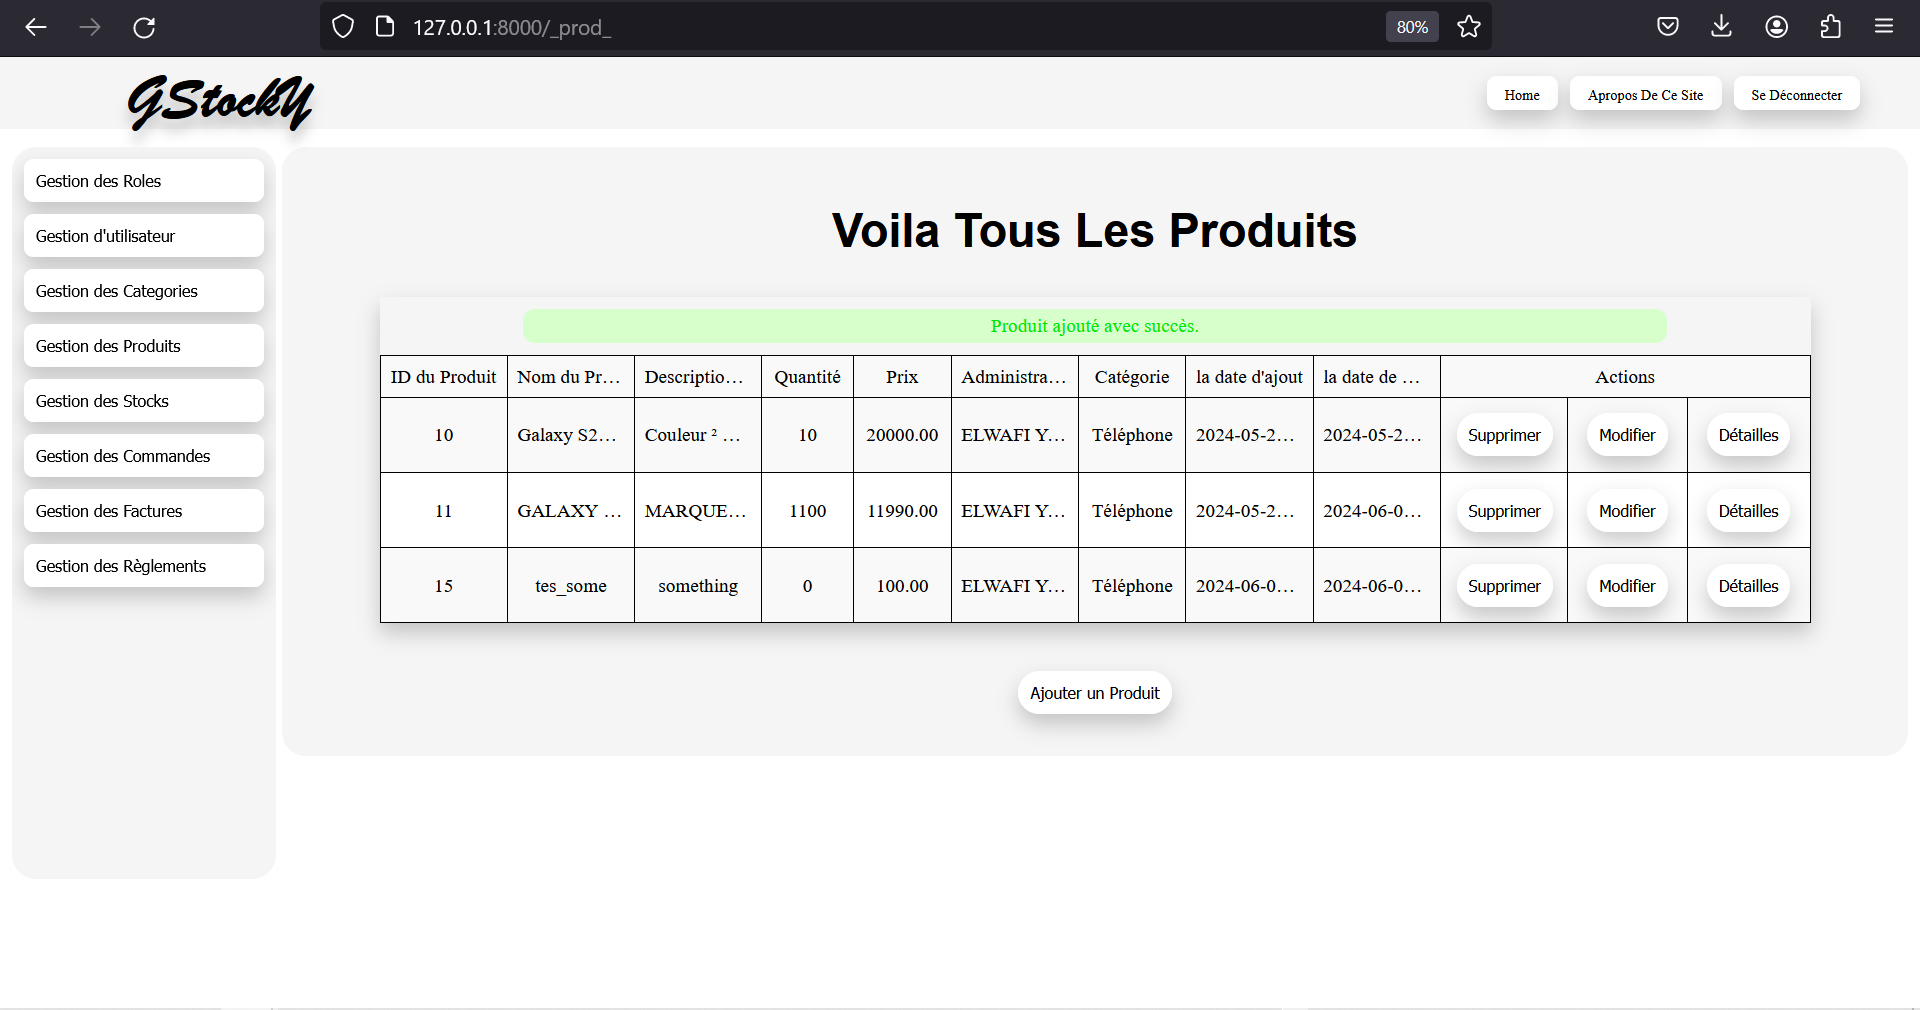 127.0.0.1:8000/_prod_ 80%
GStockY Home Apropos De Ce Site Se Déconnecter
Gestion des Roles
Gestion d'utilisateur
Gestion des Categories
Gestion des Produits
Gestion des Stocks
Gestion des Commandes
Gestion des Factures
Gestion des Règlements
Voila Tous Les Produits
Produit ajouté avec succès.
ID du Produit Nom du Pr... Descriptio... Quantité Prix Administra... Catégorie la date d'ajout la date de ... Actions
10 Galaxy S2... Couleur ² ... 10 20000.00 ELWAFI Y... Téléphone 2024-05-2... 2024-05-2... Supprimer Modifier Détailles
11 GALAXY ... MARQUE... 1100 11990.00 ELWAFI Y... Téléphone 2024-05-2... 2024-06-0... Supprimer Modifier Détailles
15 tes_some something 0 100.00 ELWAFI Y... Téléphone 2024-06-0... 2024-06-0... Supprimer Modifier Détailles
Ajouter un Produit